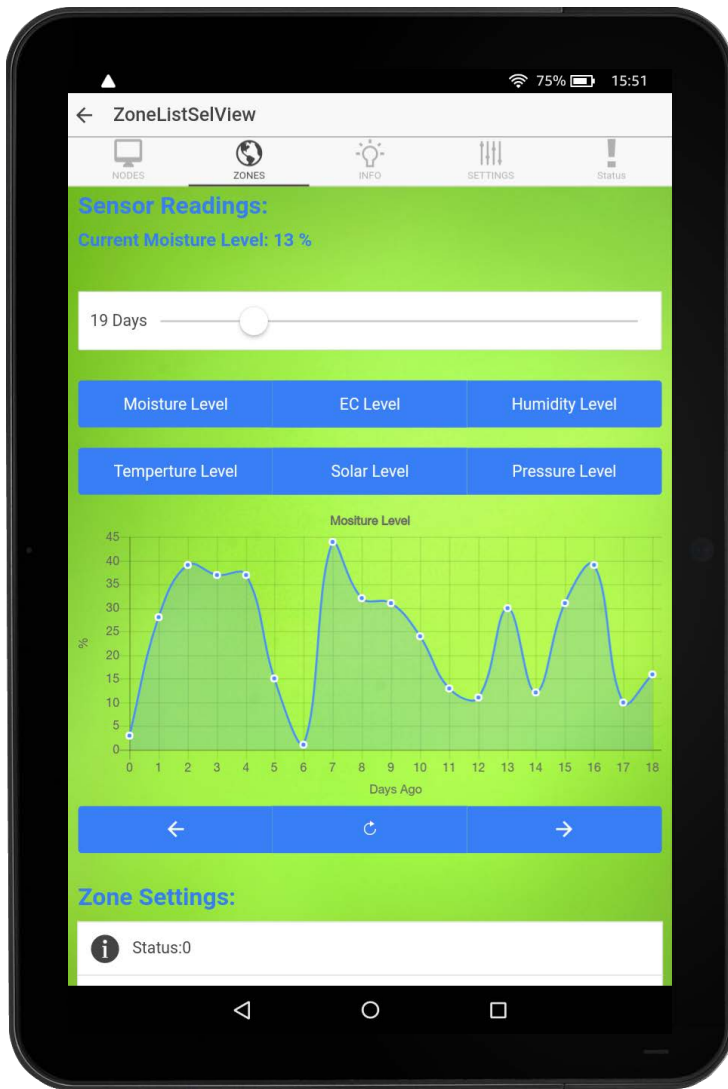 75% 15:51
ZoneListSelView
NODES ZONES INFO SETTINGS Status
Sensor Readings:
Current Moisture Level: 13 %
19 Days
Moisture Level EC Level Humidity Level
Temperture Level Solar Level Pressure Level
Mositure Level
45
40
35
30
25
%
20
15
10
5
0
0 1 2 3 4 5 6 7 8 9 10 11 12 13 14 15 16 17 18
Days Ago
Zone Settings:
Status:0